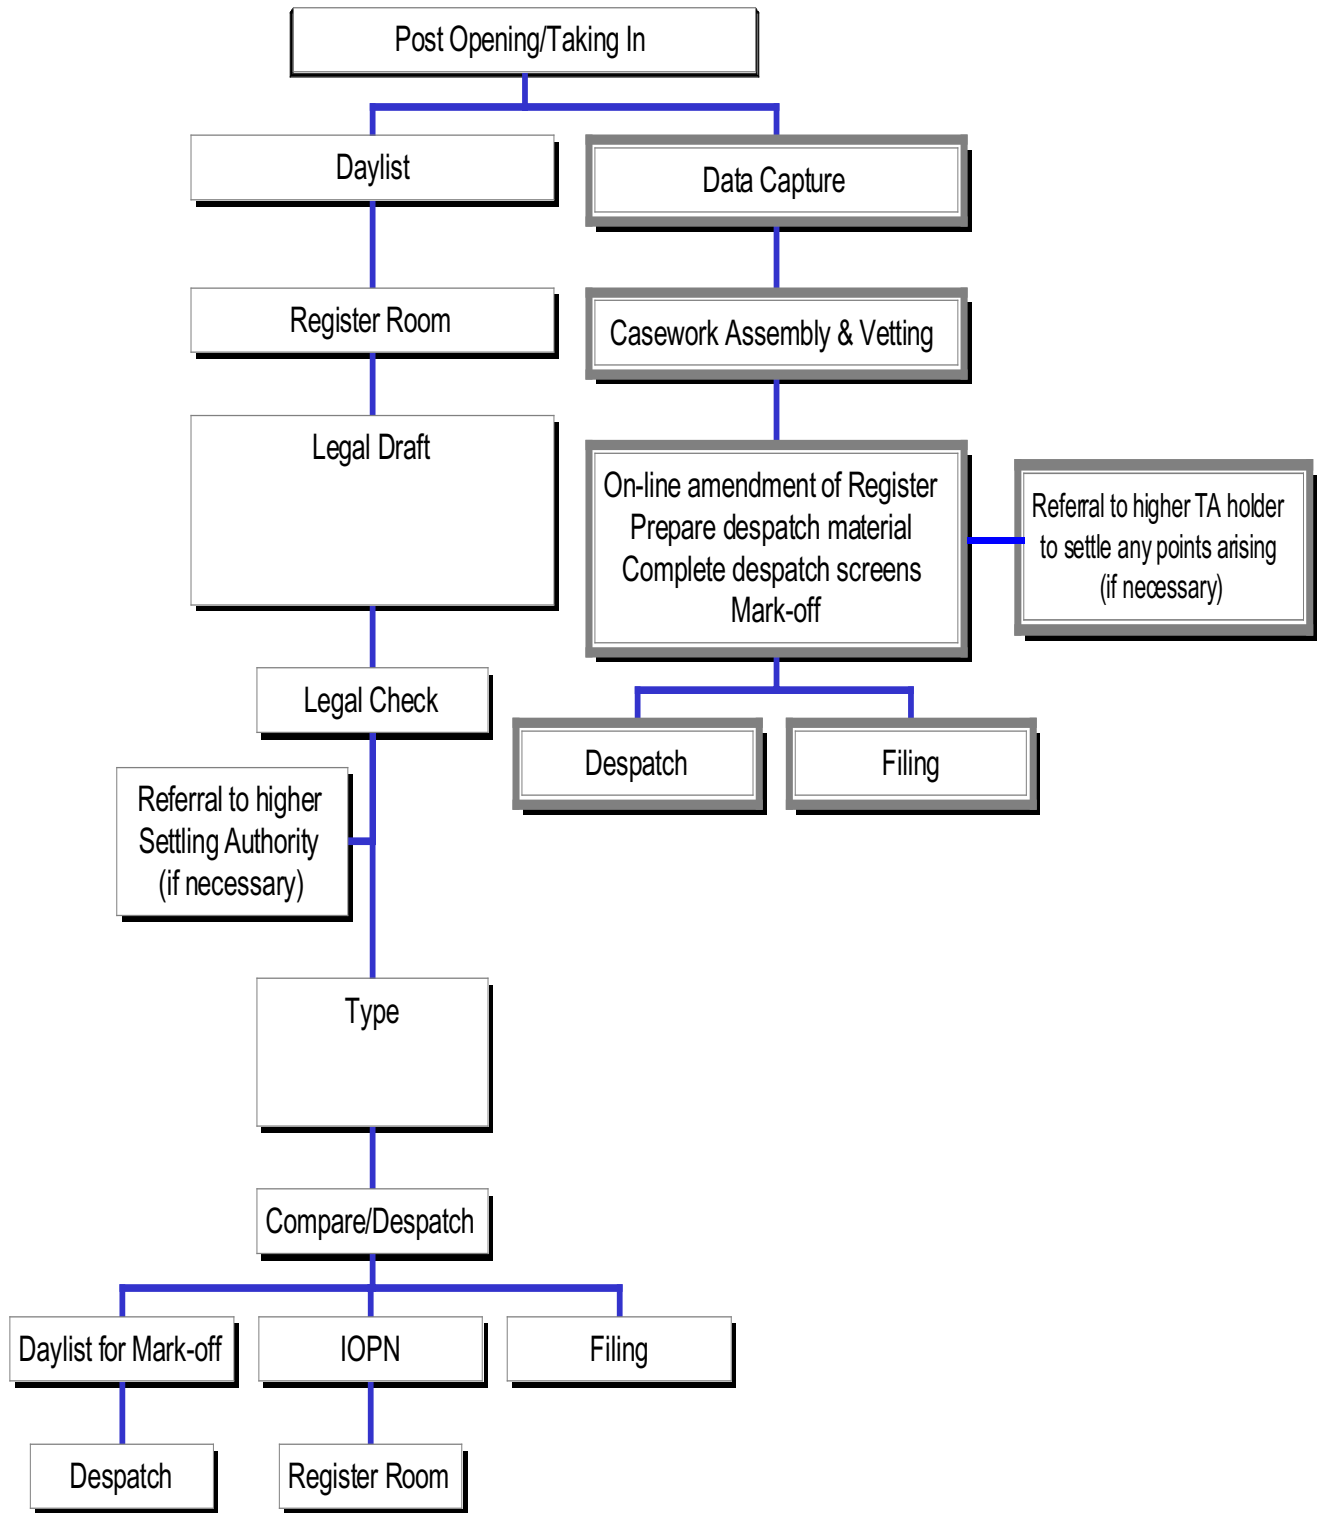 Post Opening/Taking In
Daylist
Data Capture
Register Room
Casework Assembly & Vetting
Legal Draft
On-line amendment of Register
Prepare despatch material
Complete despatch screens
Mark-off
Referral to higher TA holder
to settle any points arising
(if necessary)
Legal Check
Despatch
Filing
Referral to higher
Settling Authority
(if necessary)
Type
Compare/Despatch
Daylist for Mark-off
IOPN
Filing
Despatch
Register Room